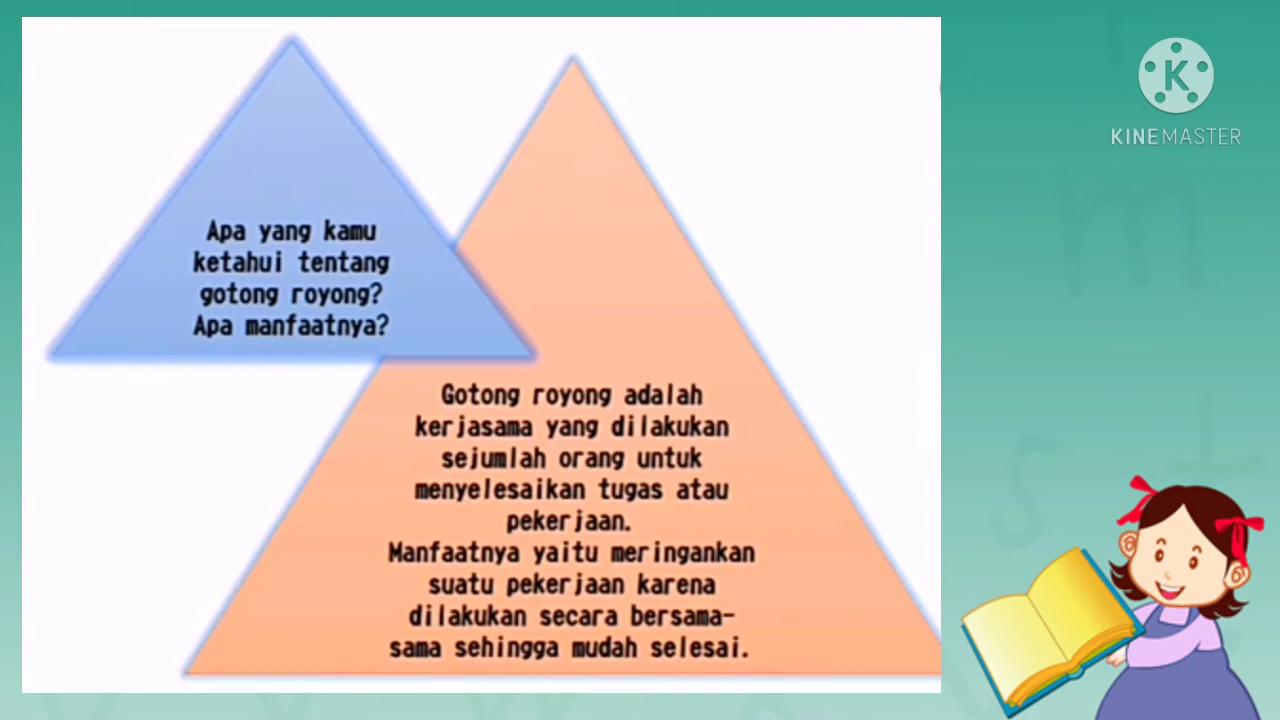 Apa yang kamu
ketahui tentang
gotong royong?
Apa manfaatnya?
Gotong royong adalah
kerjasama yang dilakukan
sejumlah orang untuk
menyelesaikan tugas atau
pekerjaan.
Manfaatnya yaitu meringankan
suatu pekerjaan karena
dilakukan secara bersama-
sama sehingga mudah selesai.
K
KINEMASTER